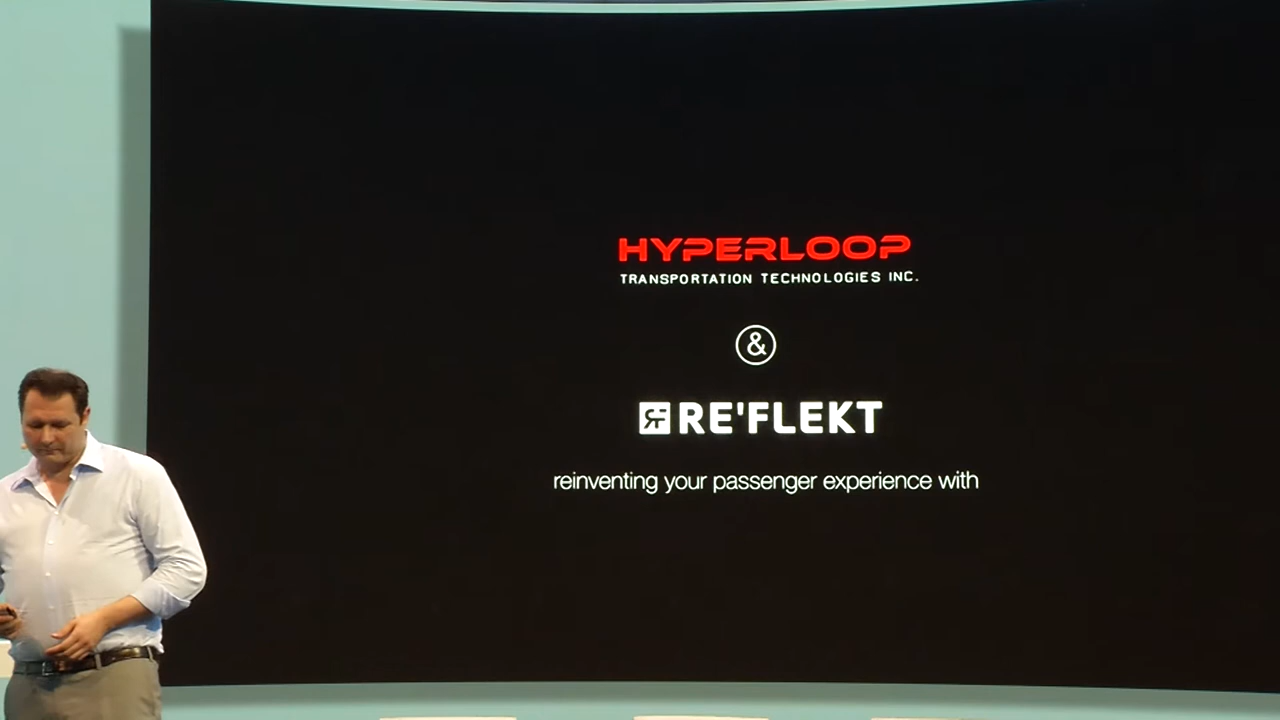 HYPERLOOP
TRANSPORTATION TECHNOLOGIES INC.
&
RE'FLEKT
reinventing your passenger experience with